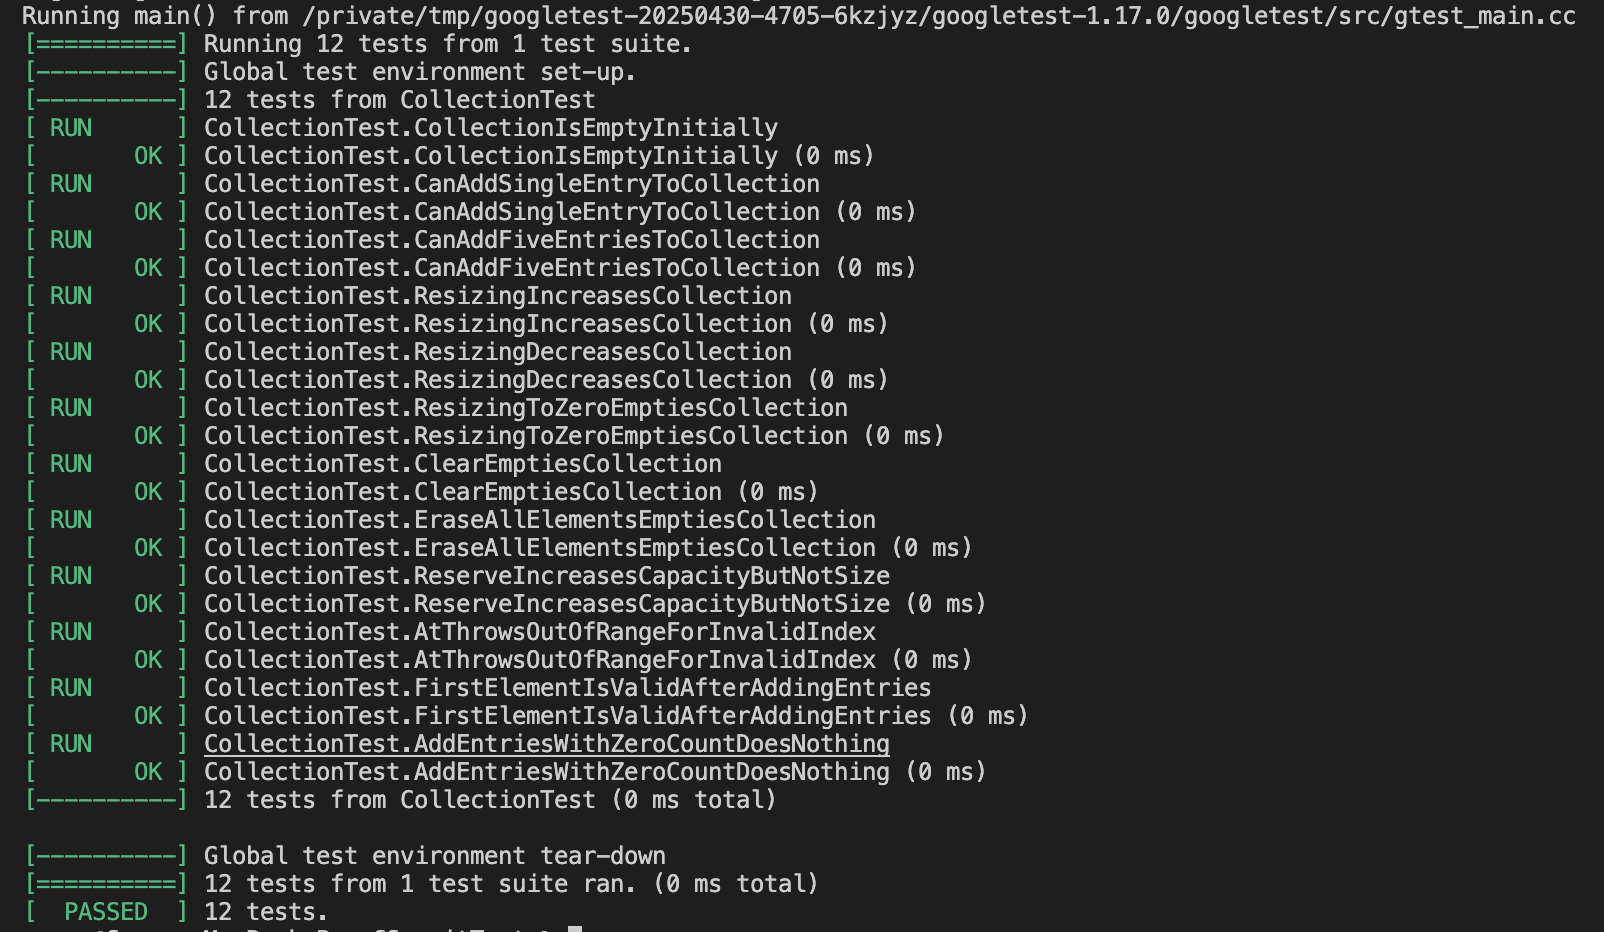 Running main() from /private/tmp/googletest-20250430-4705-6kzjyz/googletest-1.17.0/googletest/src/gtest_main.cc
[==========] Running 12 tests from 1 test suite.
[----------] Global test environment set-up.
[----------] 12 tests from CollectionTest
[ RUN      ] CollectionTest.CollectionIsEmptyInitially
[       OK ] CollectionTest.CollectionIsEmptyInitially (0 ms)
[ RUN      ] CollectionTest.CanAddSingleEntryToCollection
[       OK ] CollectionTest.CanAddSingleEntryToCollection (0 ms)
[ RUN      ] CollectionTest.CanAddFiveEntriesToCollection
[       OK ] CollectionTest.CanAddFiveEntriesToCollection (0 ms)
[ RUN      ] CollectionTest.ResizingIncreasesCollection
[       OK ] CollectionTest.ResizingIncreasesCollection (0 ms)
[ RUN      ] CollectionTest.ResizingDecreasesCollection
[       OK ] CollectionTest.ResizingDecreasesCollection (0 ms)
[ RUN      ] CollectionTest.ResizingToZeroEmptiesCollection
[       OK ] CollectionTest.ResizingToZeroEmptiesCollection (0 ms)
[ RUN      ] CollectionTest.ClearEmptiesCollection
[       OK ] CollectionTest.ClearEmptiesCollection (0 ms)
[ RUN      ] CollectionTest.EraseAllElementsEmptiesCollection
[       OK ] CollectionTest.EraseAllElementsEmptiesCollection (0 ms)
[ RUN      ] CollectionTest.ReserveIncreasesCapacityButNotSize
[       OK ] CollectionTest.ReserveIncreasesCapacityButNotSize (0 ms)
[ RUN      ] CollectionTest.AtThrowsOutOfRangeForInvalidIndex
[       OK ] CollectionTest.AtThrowsOutOfRangeForInvalidIndex (0 ms)
[ RUN      ] CollectionTest.FirstElementIsValidAfterAddingEntries
[       OK ] CollectionTest.FirstElementIsValidAfterAddingEntries (0 ms)
[ RUN      ] CollectionTest.AddEntriesWithZeroCountDoesNothing
[       OK ] CollectionTest.AddEntriesWithZeroCountDoesNothing (0 ms)
[----------] 12 tests from CollectionTest (0 ms total)

[----------] Global test environment tear-down
[==========] 12 tests from 1 test suite ran. (0 ms total)
[  PASSED  ] 12 tests.